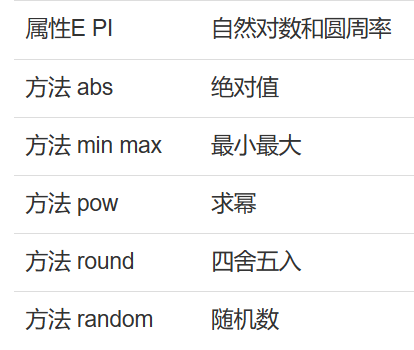 属性E PI 自然对数和圆周率
方法 abs 绝对值
方法 min max 最小最大
方法 pow 求幂
方法 round 四舍五入
方法 random 随机数